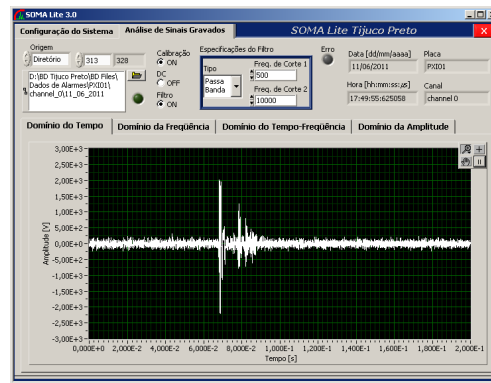 SOMA Lite 3.0
Configuração do Sistema
Análise de Sinais Gravados
SOMA Lite Tijuco Preto
Origem
Diretório
313
328
D:\BD Tijuco Preto\BD Files\
Dados de Alarmes\PXI01\
channel_0\11_06_2011
Calibração
ON
DC
OFF
Filtro
ON
Especificações do Filtro
Tipo
Passa
Banda
Freq. de Corte 1
500
Freq. de Corte 2
10000
Erro
Data [dd/mm/aaaa]
11/06/2011
Placa
PXI01
Hora [hh:mm:ss:µs]
17:49:55:625058
Canal
channel 0
Domínio do Tempo
Domínio da Freqüência
Domínio do Tempo-Freqüência
Domínio da Amplitude
Amplitude [V]
3,00E+3
2,50E+3
2,00E+3
1,50E+3
1,00E+3
5,00E+2
0,00E+0
-5,00E+2
-1,00E+3
-1,50E+3
-2,00E+3
-2,50E+3
-3,00E+3
0,000E+0 2,000E-2 4,000E-2 6,000E-2 8,000E-2 1,000E-1 1,200E-1 1,400E-1 1,600E-1 1,800E-1 2,000E-1
Tempo [s]